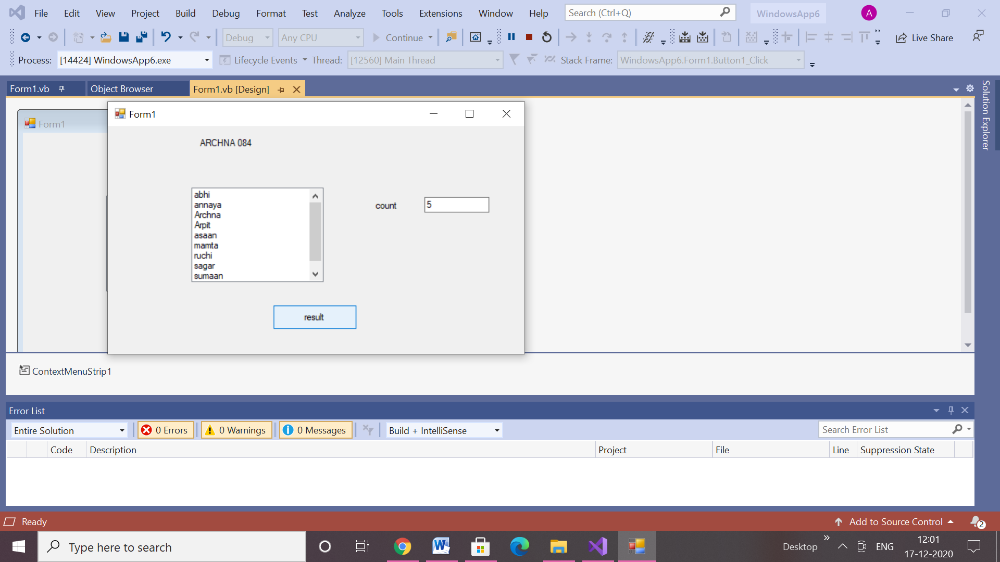 File Edit View Project Build Debug Format Test Analyze Tools Extensions Window Help Search (Ctrl+Q) WindowsApp6 A
Debug Any CPU Continue Live Share
Process: [14424] WindowsApp6.exe Lifecycle Events Thread: [12560] Main Thread Stack Frame: WindowsApp6.Form1.Button1_Click
Form1.vb Object Browser Form1.vb [Design]
Solution Explorer
Form1
Form1
ARCHNA 084
abhi
annaya
Archna
Arpit
asaan
mamta
ruchi
sagar
sumaan
count 5
result
ContextMenuStrip1
Error List
Entire Solution 0 Errors 0 Warnings 0 Messages Build + IntelliSense Search Error List
Code Description Project File Line Suppression State
Ready Add to Source Control 2
Type here to search Desktop ENG 12:01
17-12-2020